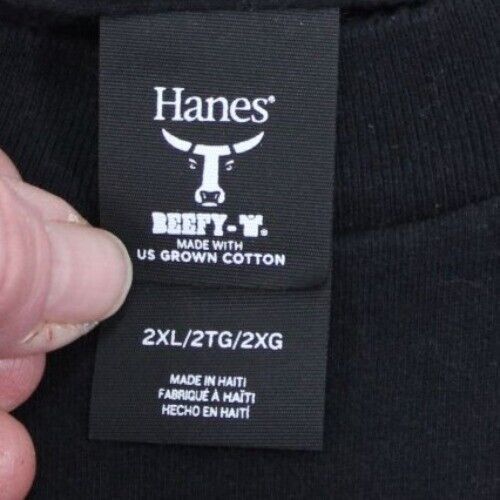 Hanes®
BEEFY-T®
MADE WITH
US GROWN COTTON
2XL/2TG/2XG
MADE IN HAITI
FABRIQUÉ À HAÏTI
HECHO EN HAITÍ